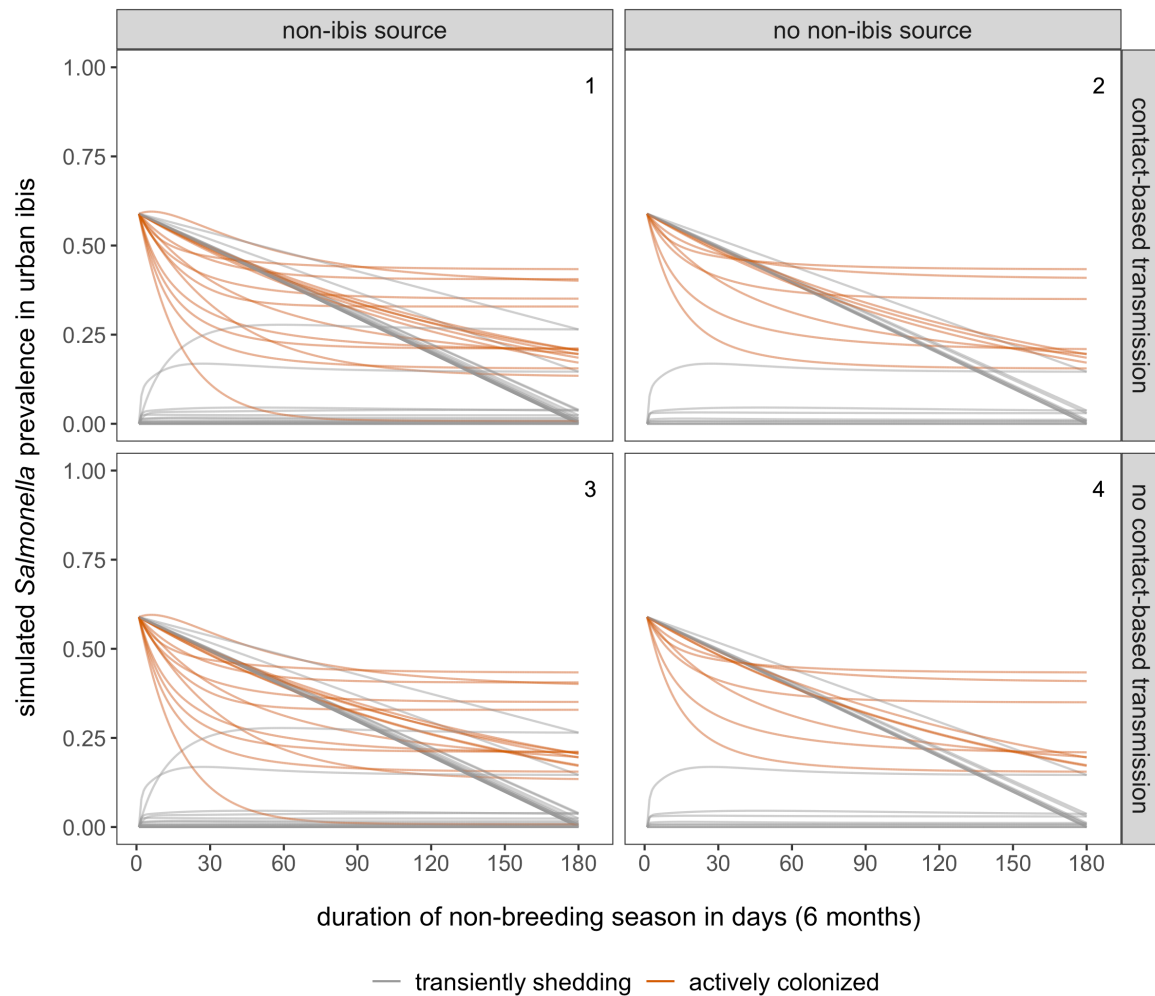 non-ibis source
no non-ibis source
1.00
0.75
0.50
0.25
0.00
1
2
contact-based transmission
simulated Salmonella prevalence in urban ibis
1.00
0.75
0.50
0.25
0.00
3
4
no contact-based transmission
0 30 60 90 120 150 180
0 30 60 90 120 150 180
duration of non-breeding season in days (6 months)
transiently shedding
actively colonized